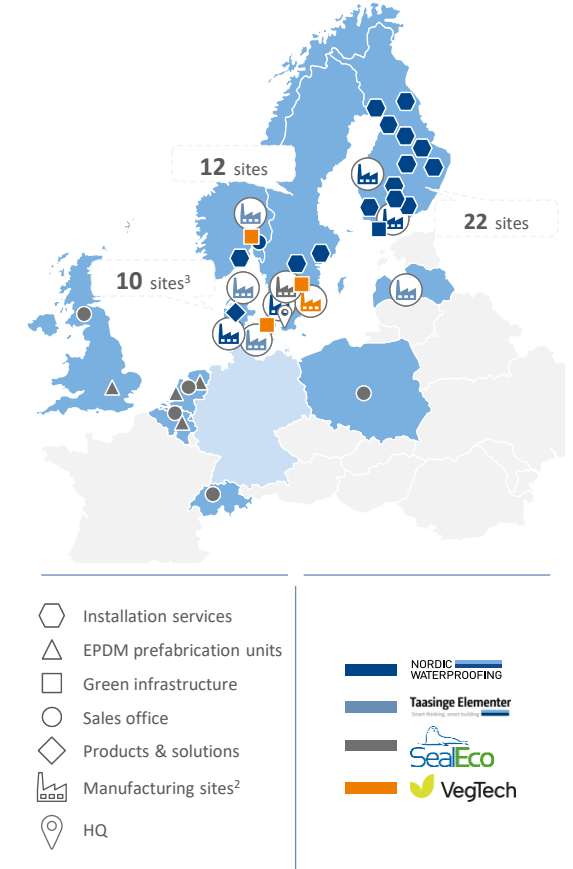 12 sites
22 sites
10 sites³
Installation services
EPDM prefabrication units
Green infrastructure
Sales office
Products & solutions
Manufacturing sites²
HQ
NORDIC
WATERPROOFING
Taasinge Elementer
Smart thinking, smart building
SealEco
VegTech